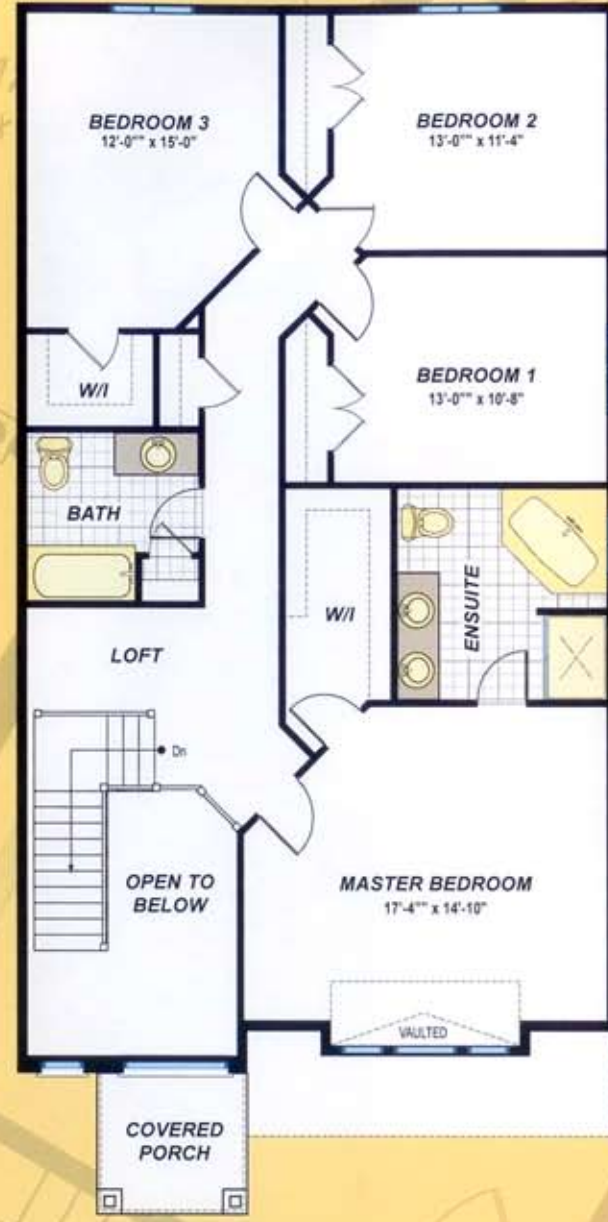 BEDROOM 3
12'-0"" x 15'-0"
BEDROOM 2
13'-0"" x 11'-4"
BEDROOM 1
13'-0"" x 10'-8"
W/I
BATH
W/I
ENSUITE
LOFT
Dn
OPEN TO
BELOW
MASTER BEDROOM
17'-4"" x 14'-10"
VAULTED
COVERED
PORCH